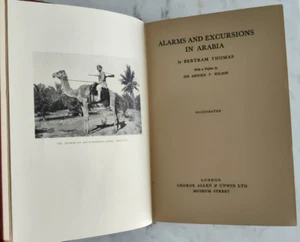 ALARMS AND EXCURSIONS
IN ARABIA
by BERTRAM THOMAS
With a Preface by
SIR ARNOLD T. WILSON
ILLUSTRATED
LONDON
GEORGE ALLEN & UNWIN LTD
MUSEUM STREET